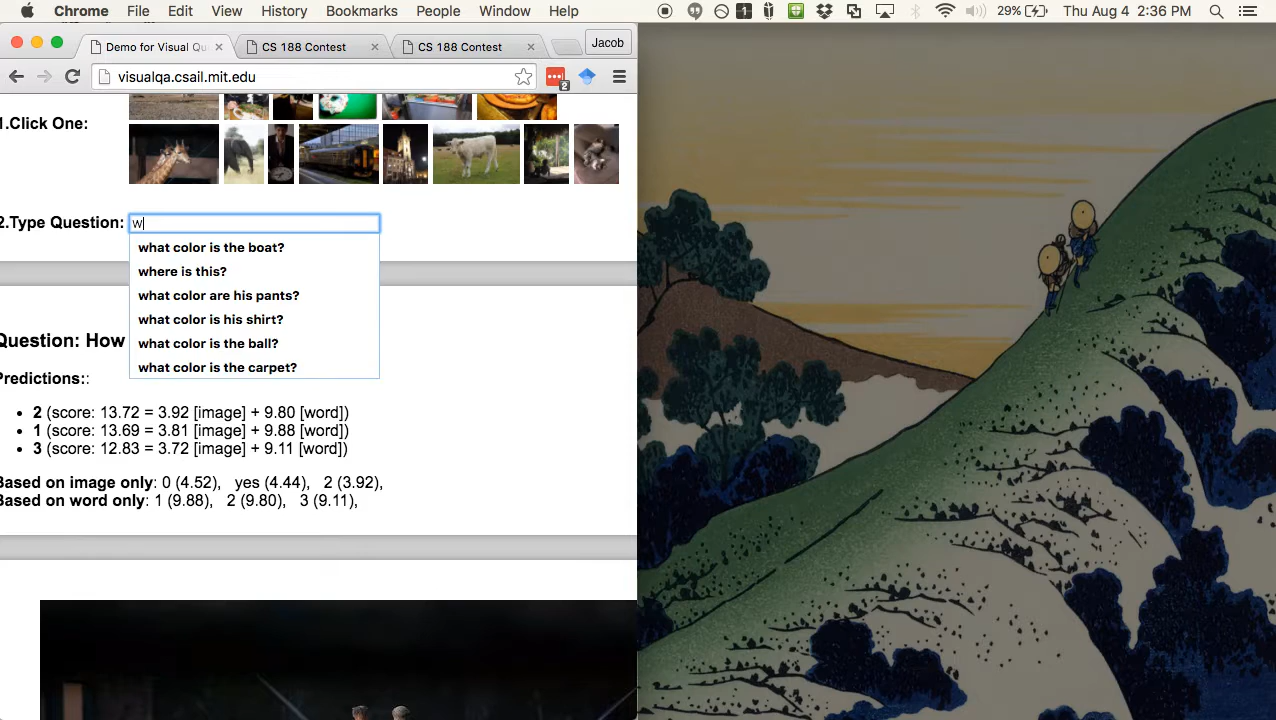 Chrome File Edit View History Bookmarks People Window Help 1 29% Thu Aug 4 2:36 PM
Demo for Visual Qu × CS 188 Contest × CS 188 Contest × Jacob
visualqa.csail.mit.edu 2
1.Click One:
2.Type Question: w
what color is the boat?
where is this?
what color are his pants?
what color is his shirt?
what color is the ball?
what color is the carpet?
Question: How
Predictions::
• 2 (score: 13.72 = 3.92 [image] + 9.80 [word])
• 1 (score: 13.69 = 3.81 [image] + 9.88 [word])
• 3 (score: 12.83 = 3.72 [image] + 9.11 [word])
Based on image only: 0 (4.52), yes (4.44), 2 (3.92),
Based on word only: 1 (9.88), 2 (9.80), 3 (9.11),